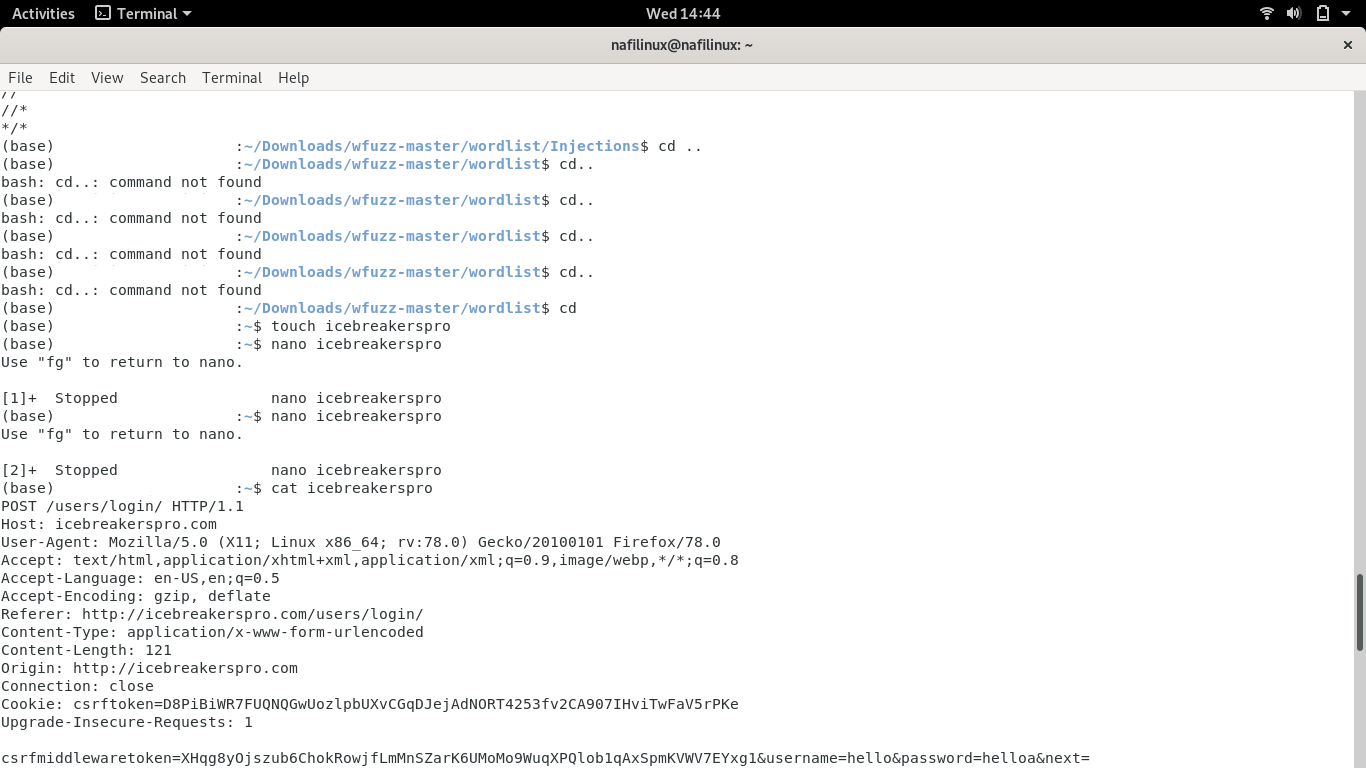 Activities Terminal Wed 14:44
nafilinux@nafilinux: ~ ×
File Edit View Search Terminal Help
//
//*
*/*
(base) :~/Downloads/wfuzz-master/wordlist/Injections$ cd ..
(base) :~/Downloads/wfuzz-master/wordlist$ cd..
bash: cd..: command not found
(base) :~/Downloads/wfuzz-master/wordlist$ cd..
bash: cd..: command not found
(base) :~/Downloads/wfuzz-master/wordlist$ cd..
bash: cd..: command not found
(base) :~/Downloads/wfuzz-master/wordlist$ cd..
bash: cd..: command not found
(base) :~/Downloads/wfuzz-master/wordlist$ cd
(base) :~$ touch icebreakerspro
(base) :~$ nano icebreakerspro
Use "fg" to return to nano.
[1]+ Stopped nano icebreakerspro
(base) :~$ nano icebreakerspro
Use "fg" to return to nano.
[2]+ Stopped nano icebreakerspro
(base) :~$ cat icebreakerspro
POST /users/login/ HTTP/1.1
Host: icebreakerspro.com
User-Agent: Mozilla/5.0 (X11; Linux x86_64; rv:78.0) Gecko/20100101 Firefox/78.0
Accept: text/html,application/xhtml+xml,application/xml;q=0.9,image/webp,*/*;q=0.8
Accept-Language: en-US,en;q=0.5
Accept-Encoding: gzip, deflate
Referer: http://icebreakerspro.com/users/login/
Content-Type: application/x-www-form-urlencoded
Content-Length: 121
Origin: http://icebreakerspro.com
Connection: close
Cookie: csrftoken=D8PiBiWR7FUQNQGwUozlpbUXvCGqDJejAdNORT4253fv2CA907IHviTwFaV5rPKe
Upgrade-Insecure-Requests: 1
csrfmiddlewaretoken=XHqg8yOjszub6ChokRowjfLmMnSZarK6UMoMo9WuqXPQlob1qAxSpmKVWV7EYxg1&username=hello&password=helloa&next=